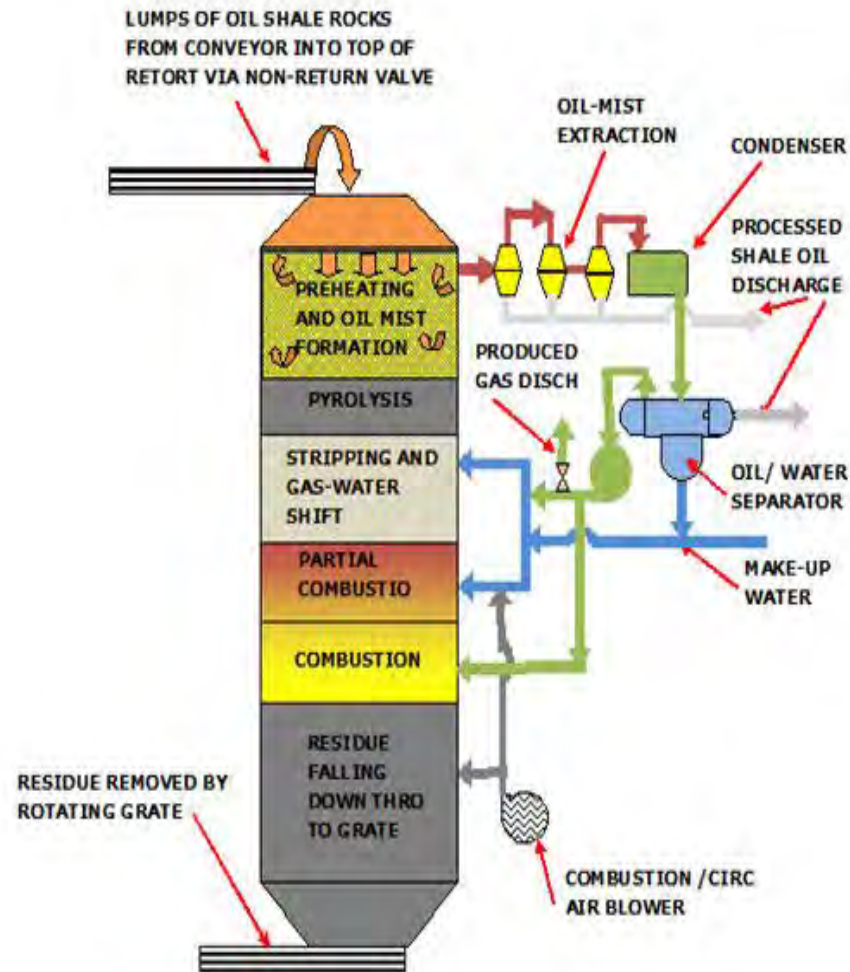 LUMPS OF OIL SHALE ROCKS
FROM CONVEYOR INTO TOP OF
RETORT VIA NON-RETURN VALVE
OIL-MIST
EXTRACTION
CONDENSER
PROCESSED
SHALE OIL
DISCHARGE
PREHEATING
AND OIL MIST
FORMATION
PRODUCED
GAS DISCH
PYROLYSIS
STRIPPING AND
GAS-WATER
SHIFT
OIL/ WATER
SEPARATOR
PARTIAL
COMBUSTIO
MAKE-UP
WATER
COMBUSTION
RESIDUE
FALLING
DOWN THRO
TO GRATE
RESIDUE REMOVED BY
ROTATING GRATE
COMBUSTION /CIRC
AIR BLOWER